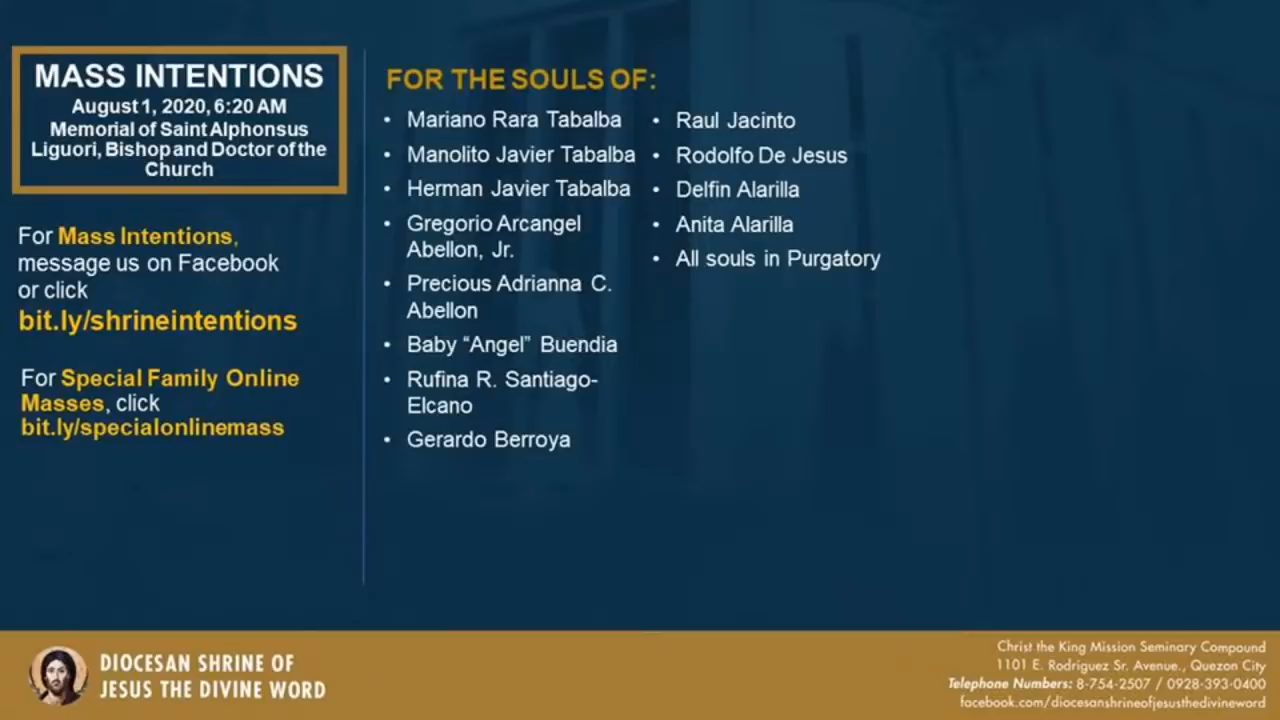 MASS INTENTIONS
August 1, 2020, 6:20 AM
Memorial of Saint Alphonsus
Liguori, Bishop and Doctor of the
Church
For Mass Intentions,
message us on Facebook
or click
bit.ly/shrineintentions
For Special Family Online
Masses, click
bit.ly/specialonlinemass
FOR THE SOULS OF:
• Mariano Rara Tabalba
• Manolito Javier Tabalba
• Herman Javier Tabalba
• Gregorio Arcangel
Abellon, Jr.
• Precious Adrianna C.
Abellon
• Baby “Angel” Buendia
• Rufina R. Santiago-
Elcano
• Gerardo Berroya
• Raul Jacinto
• Rodolfo De Jesus
• Delfin Alarilla
• Anita Alarilla
• All souls in Purgatory
DIOCESAN SHRINE OF
JESUS THE DIVINE WORD
Christ the King Mission Seminary Compound
1101 E. Rodriguez Sr. Avenue., Quezon City
Telephone Numbers: 8-754-2507 / 0928-393-0400
facebook.com/diocesanshrineofjesusthedivineword